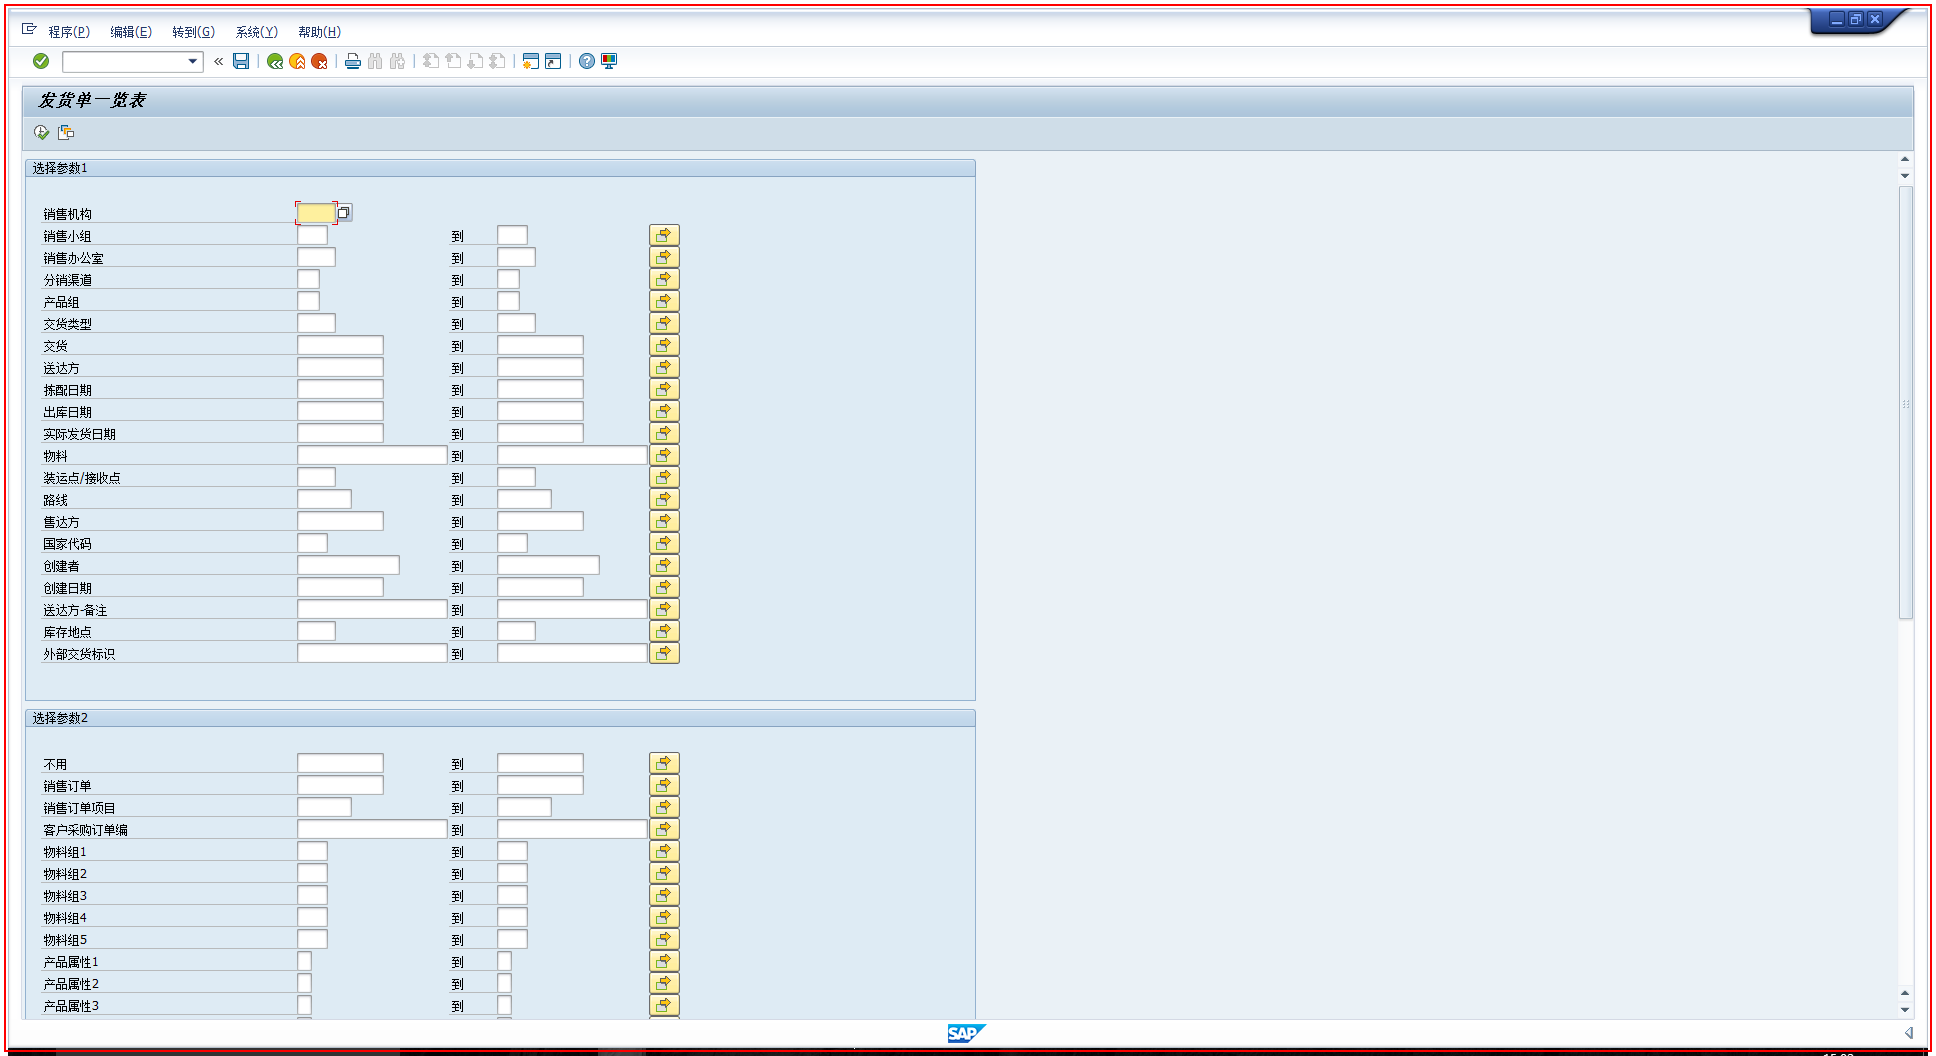 程序(P) 编辑(E) 转到(G) 系统(Y) 帮助(H)
发货单一览表
选择参数1
销售机构
销售小组 到
销售办公室 到
分销渠道 到
产品组 到
交货类型 到
交货 到
送达方 到
拣配日期 到
出库日期 到
实际发货日期 到
物料 到
装运点/接收点 到
路线 到
售达方 到
国家代码 到
创建者 到
创建日期 到
送达方-备注 到
库存地点 到
外部交货标识 到
选择参数2
不用 到
销售订单 到
销售订单项目 到
客户采购订单编 到
物料组1 到
物料组2 到
物料组3 到
物料组4 到
物料组5 到
产品属性1 到
产品属性2 到
产品属性3 到
SAP